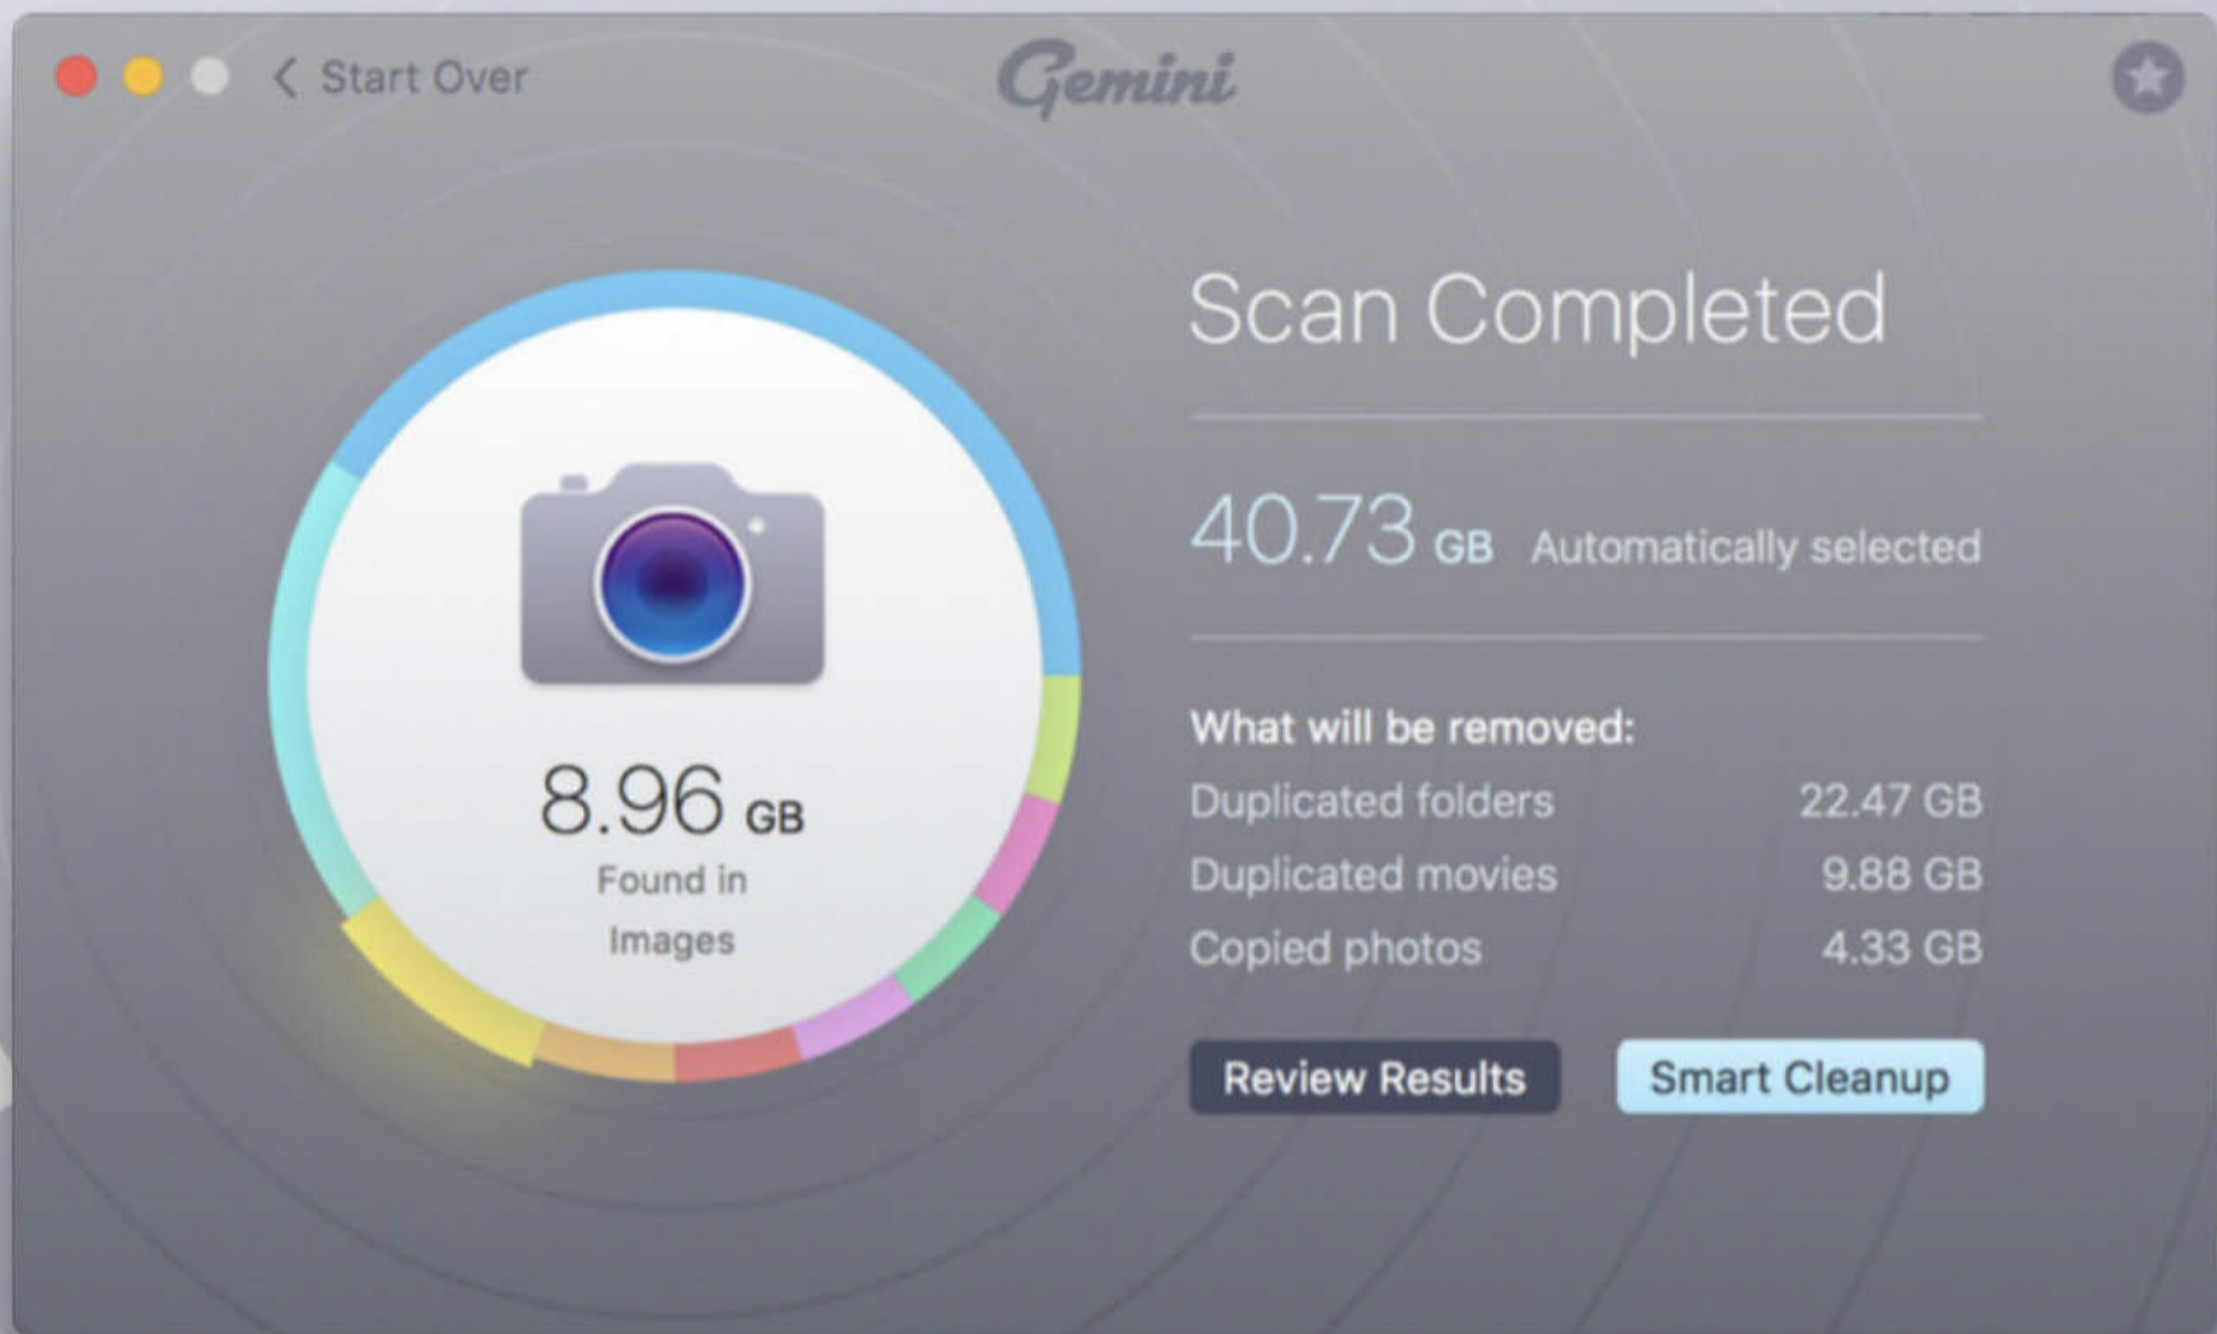 Start Over
Gemini
Scan Completed
40.73 GB Automatically selected
8.96 GB
Found in
Images
What will be removed:
Duplicated folders 22.47 GB
Duplicated movies 9.88 GB
Copied photos 4.33 GB
Review Results Smart Cleanup